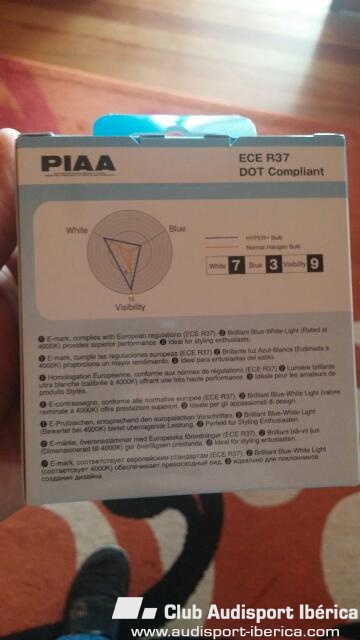 PIAA
ECE R37
DOT Compliant
White
Blue
5
10
Visibility
HYPER+ Bulb
Normal Halogen Bulb
White 7 Blue 3 Visibility 9
❶ E-mark, complies with European regulations (ECE R37) ❷ Brilliant Blue-White Light (Rated at
4000K) provides superior performance. ❸ Ideal for styling enthusiasts.
❶ E-mark, cumple las regulaciones europeas (ECE R37) ❷ Brillante luz Azul-Blanca (Estimada a
4000K) proporciona un mayor rendimiento. ❸ Ideal para entusiastas del estilo.
❶ Homologation Européenne, conforme aux normes de régulations (ECE R37) ❷ Lumière brillante
ultra blanche (calibrée à 4000K) offrant une très haute performance. ❸ Idéale pour les amateurs de
produits Stylés.
❶ E-contrassegno, conforme alle normative europee (ECE R37). ❷ Brilliant Blue-White Light (valore
nominale a 4000K) offre prestazioni superiori. ❸ Ideale per gli appassionati di design.
❶ E-Prüfzeichen, entsprechend den europäischen Vorschriften. ❷ Brilliant Blue-White Light
(Bewertet bei 4000K) bietet überragende Leistung. ❸ Perfekt für Styling Enthusiasten.
❶ E-märkte, överensstämmer med Europeiska förordningar (ECE R37). ❷ Brilliant blå-vit ljus
(Dimensionerad till 4000K) ger överlägsen prestanda. ❸ Ideal for styling enthusiast.
❶ E-mark, соответствует европейским стандартам (ECE R37). ❷ Brilliant Blue-White Light
(соответствует 4000K) обеспечивает превосходный вид. ❸ идеально для поклонников
создания дизайна
Club Audisport Ibérica
www.audisport-iberica.com